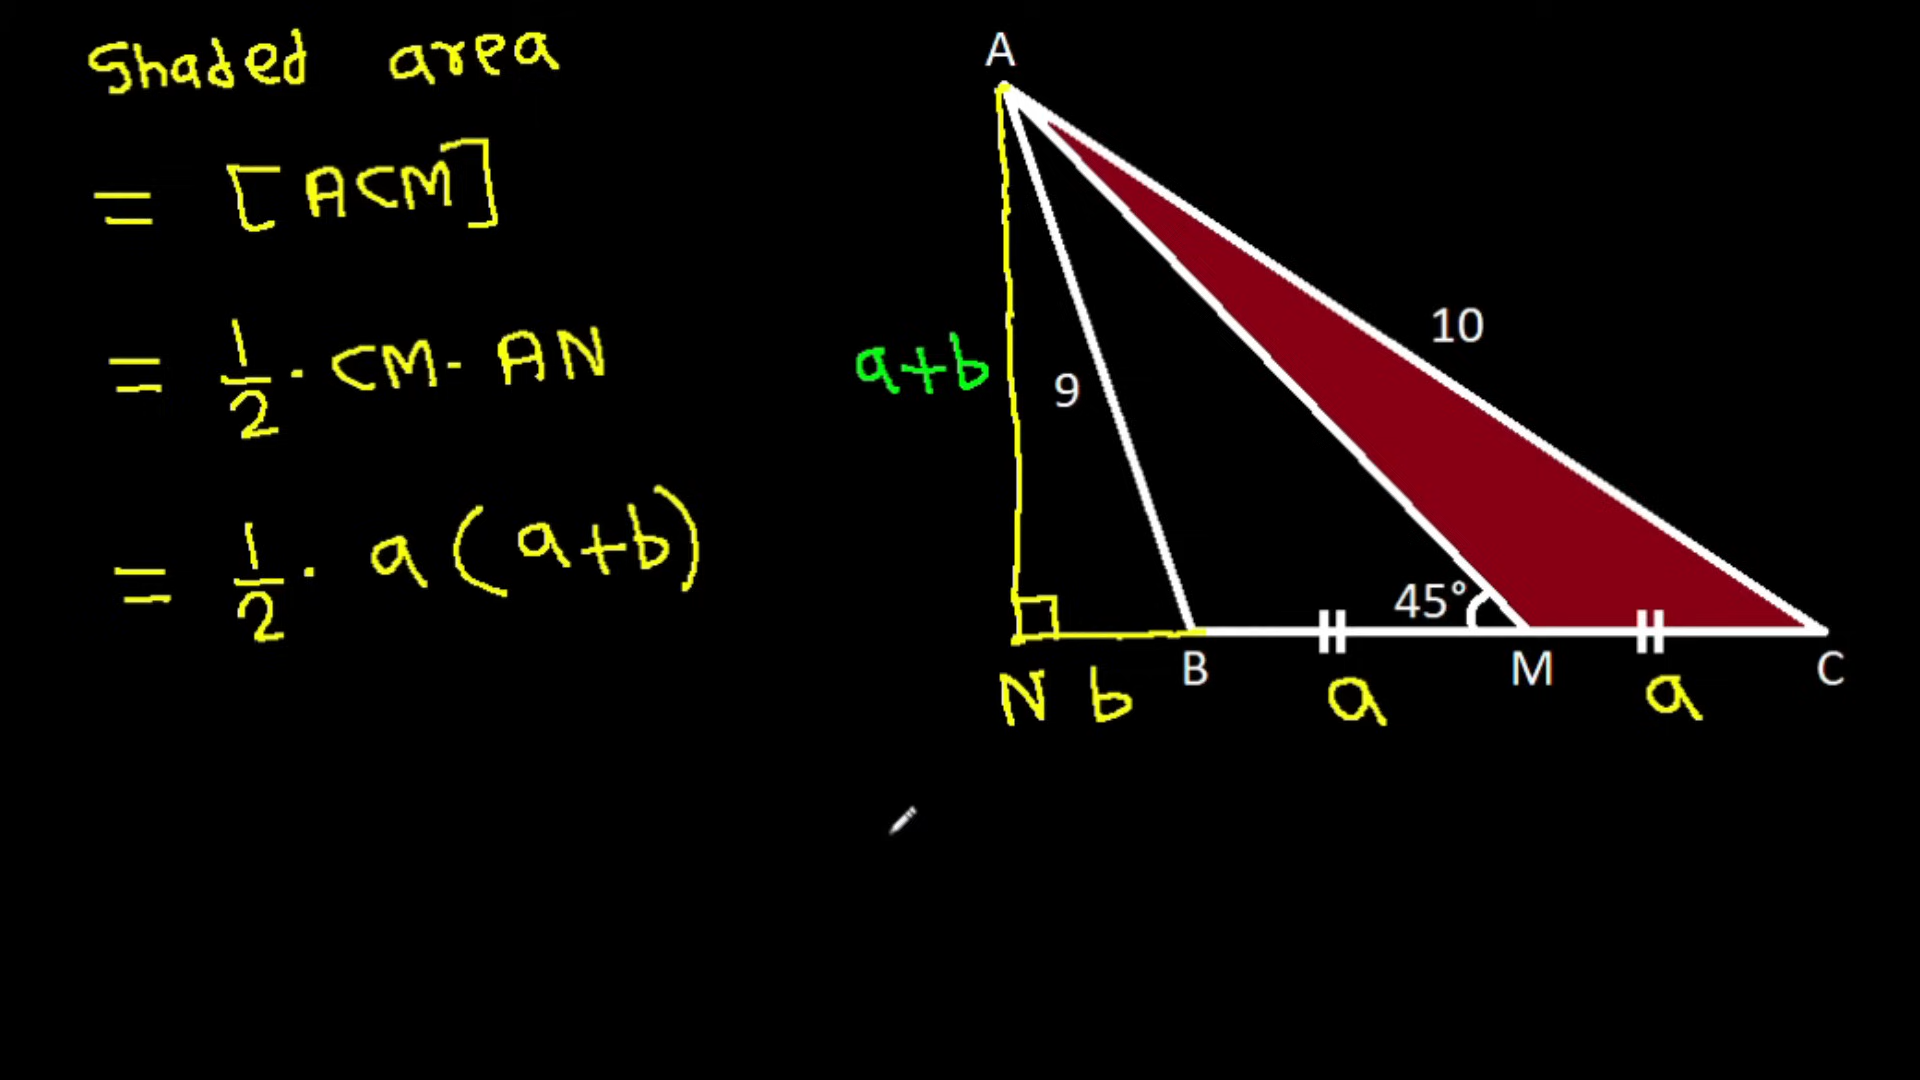 Shaded area
= [ACM]
= 1/2 · CM · AN
= 1/2 · a(a+b)
A
10
a+b
9
45°
N b B a M a C